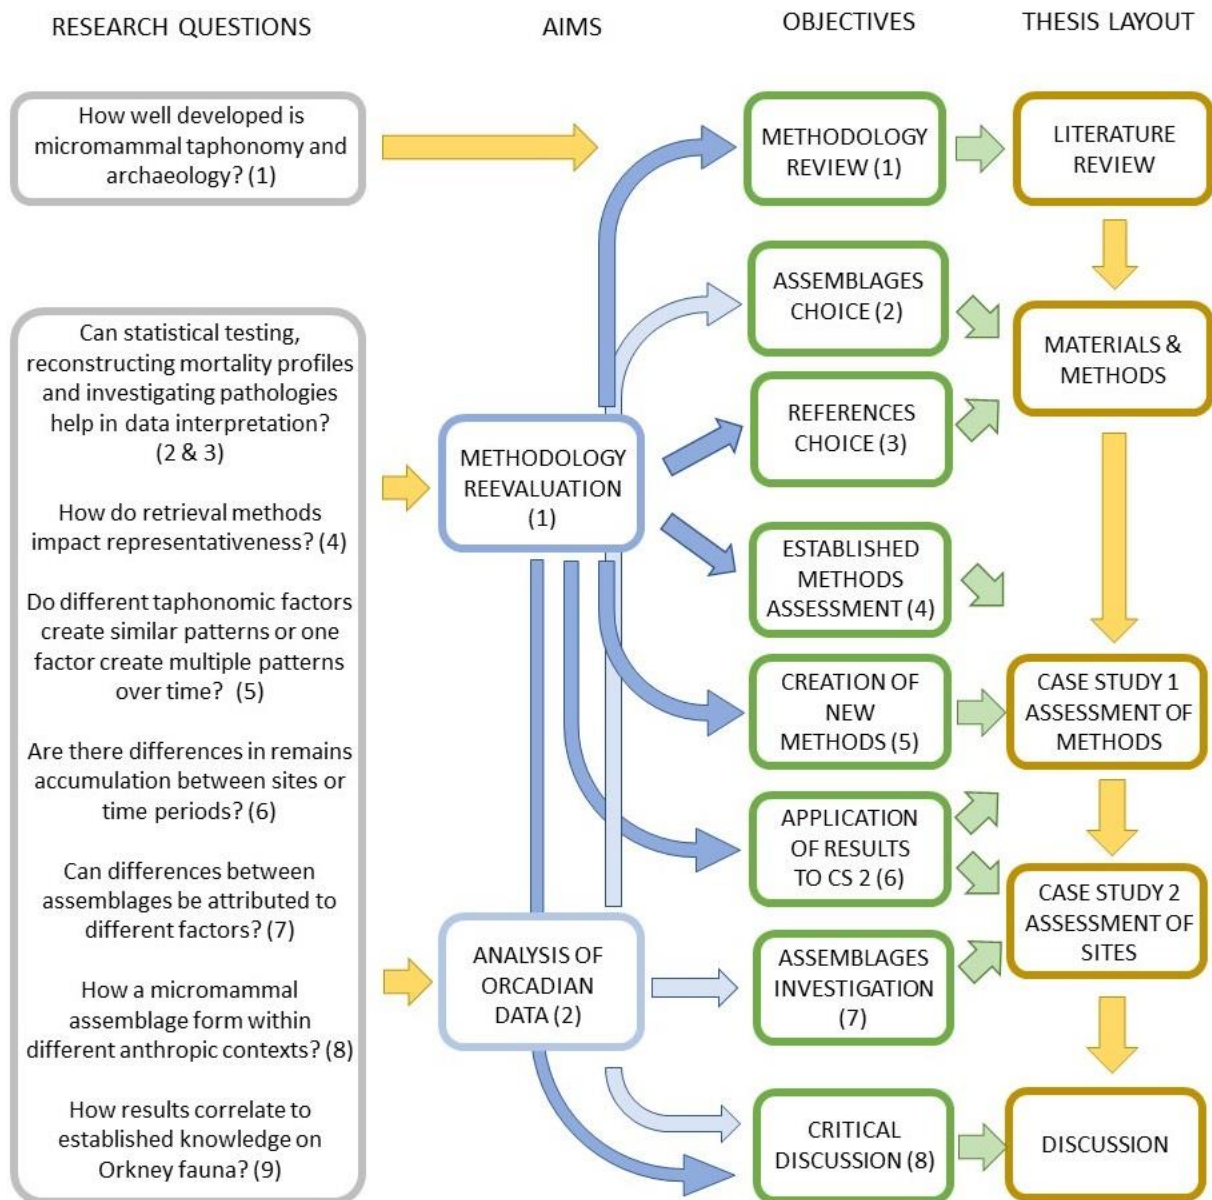 RESEARCH QUESTIONS
AIMS
OBJECTIVES
THESIS LAYOUT
How well developed is
micromammal taphonomy and
archaeology? (1)
Can statistical testing,
reconstructing mortality profiles
and investigating pathologies
help in data interpretation?
(2 & 3)
How do retrieval methods
impact representativeness? (4)
Do different taphonomic factors
create similar patterns or one
factor create multiple patterns
over time? (5)
Are there differences in remains
accumulation between sites or
time periods? (6)
Can differences between
assemblages be attributed to
different factors? (7)
How a micromammal
assemblage form within
different anthropic contexts? (8)
How results correlate to
established knowledge on
Orkney fauna? (9)
METHODOLOGY
REEVALUATION
(1)
ANALYSIS OF
ORCADIAN
DATA (2)
METHODOLOGY
REVIEW (1)
ASSEMBLAGES
CHOICE (2)
REFERENCES
CHOICE (3)
ESTABLISHED
METHODS
ASSESSMENT (4)
CREATION OF
NEW
METHODS (5)
APPLICATION
OF RESULTS
TO CS 2 (6)
ASSEMBLAGES
INVESTIGATION
(7)
CRITICAL
DISCUSSION (8)
LITERATURE
REVIEW
MATERIALS &
METHODS
CASE STUDY 1
ASSESSMENT OF
METHODS
CASE STUDY 2
ASSESSMENT OF
SITES
DISCUSSION